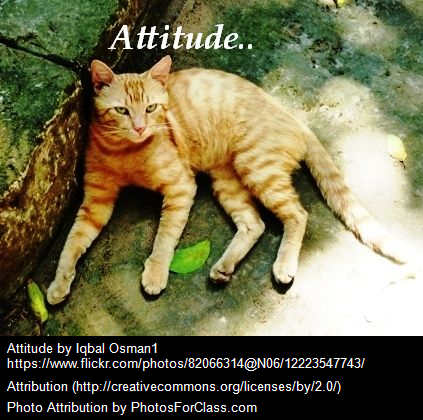 Attitude..
Attitude by Iqbal Osman1
https://www.flickr.com/photos/82066314@N06/12223547743/
Attribution (http://creativecommons.org/licenses/by/2.0/)
Photo Attribution by PhotosForClass.com